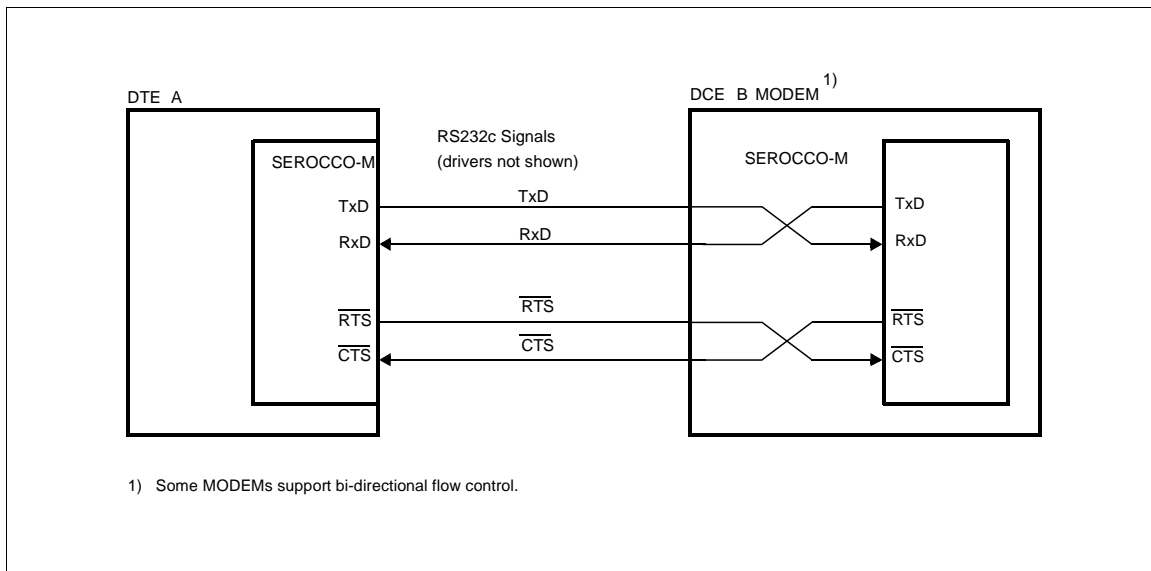 DTE A
DCE B MODEM 1)
RS232c Signals
(drivers not shown)
SEROCCO-M
SEROCCO-M
TxD
TxD
TxD
RxD
RxD
RxD
RTS
RTS
RTS
CTS
CTS
CTS
1) Some MODEMs support bi-directional flow control.